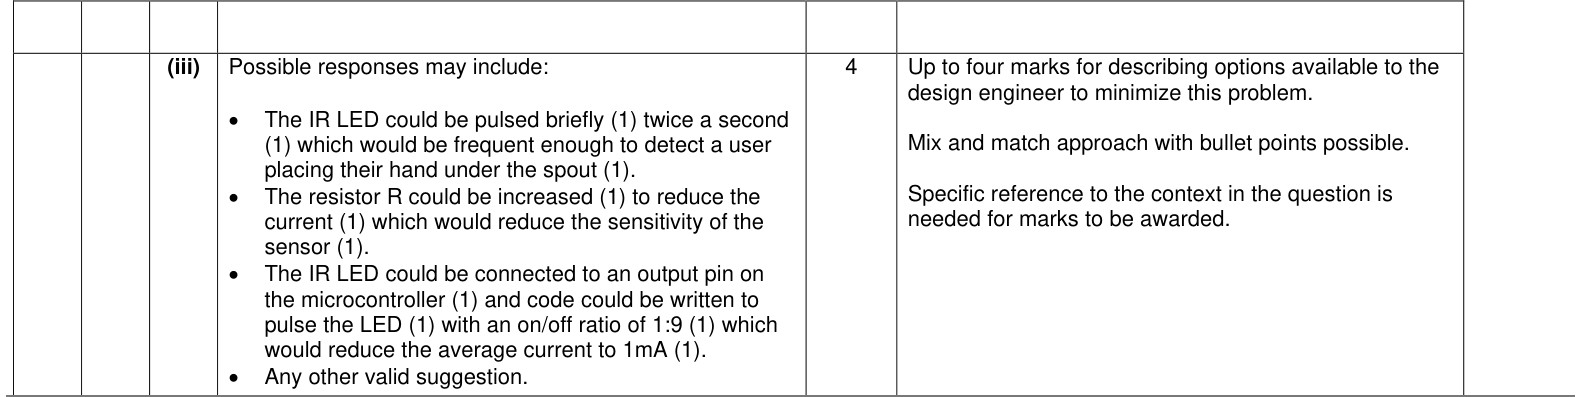 (iii) Possible responses may include: 4 Up to four marks for describing options available to the
design engineer to minimize this problem.
• The IR LED could be pulsed briefly (1) twice a second
(1) which would be frequent enough to detect a user Mix and match approach with bullet points possible.
placing their hand under the spout (1).
• The resistor R could be increased (1) to reduce the Specific reference to the context in the question is
current (1) which would reduce the sensitivity of the needed for marks to be awarded.
sensor (1).
• The IR LED could be connected to an output pin on
the microcontroller (1) and code could be written to
pulse the LED (1) with an on/off ratio of 1:9 (1) which
would reduce the average current to 1mA (1).
• Any other valid suggestion.